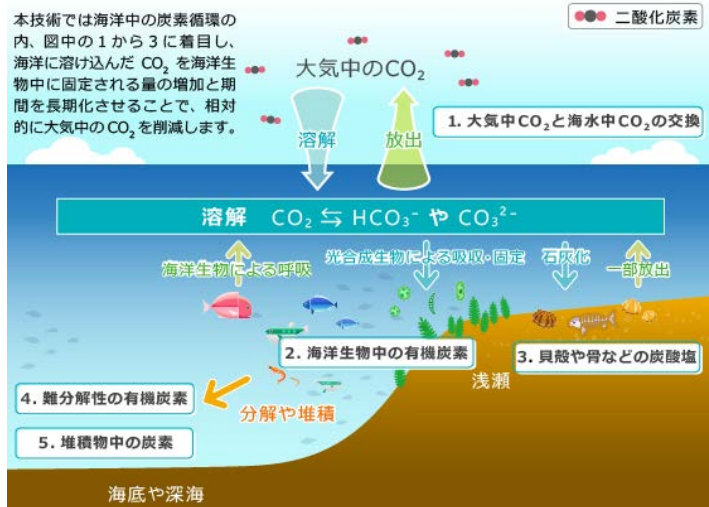 本技術では海洋中の炭素循環の
内、図中の１から３に着目し、
海洋に溶け込んだ CO₂ を海洋生
物中に固定される量の増加と期
間を長期化させることで、相対
的に大気中のCO₂を削減します。
二酸化炭素
大気中のCO₂
溶解
放出
1. 大気中CO₂と海水中CO₂の交換
溶解 CO₂ ⇆ HCO₃⁻ や CO₃²⁻
海洋生物による呼吸
光合成生物による吸収・固定
石灰化
一部放出
2. 海洋生物中の有機炭素
3. 貝殻や骨などの炭酸塩
浅瀬
4. 難分解性の有機炭素
分解や堆積
5. 堆積物中の炭素
海底や深海